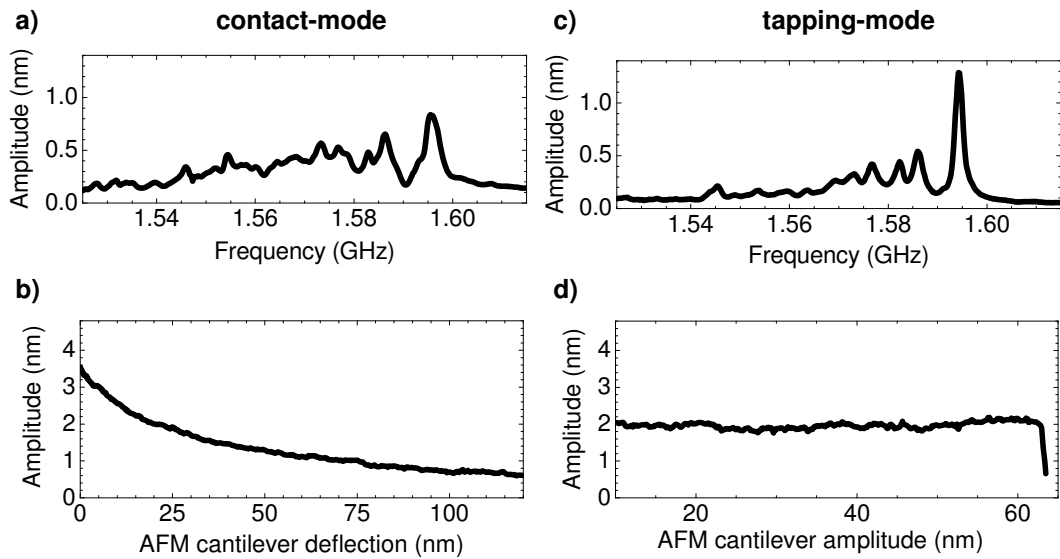 a) contact-mode
Amplitude (nm)
1.0
0.5
0.0
1.54 1.56 1.58 1.60
Frequency (GHz)
c) tapping-mode
Amplitude (nm)
1.0
0.5
0.0
1.54 1.56 1.58 1.60
Frequency (GHz)
b)
Amplitude (nm)
4
3
2
1
0
0 25 50 75 100
AFM cantilever deflection (nm)
d)
Amplitude (nm)
4
3
2
1
0
20 40 60
AFM cantilever amplitude (nm)